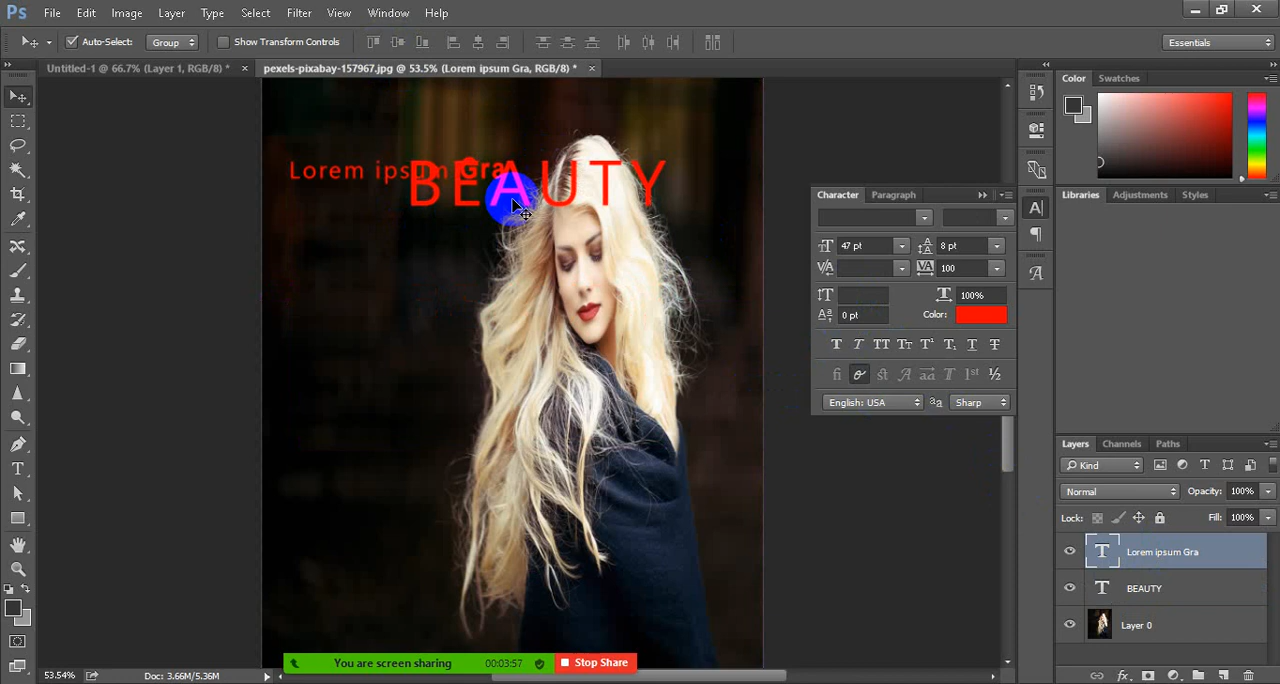 Ps File Edit Image Layer Type Select Filter View Window Help
Auto-Select: Group Show Transform Controls Essentials
Untitled-1 @ 66.7% (Layer 1, RGB/8) * × pexels-pixabay-157967.jpg @ 53.5% (Lorem ipsum Gra, RGB/8) * ×
Color Swatches
Lorem ipsum Gra
BEAUTY
Character Paragraph
47 pt 8 pt
100
100%
0 pt Color:
English: USA aa Sharp
Libraries Adjustments Styles
Layers Channels Paths
Kind
Normal Opacity: 100%
Lock: Fill: 100%
Lorem ipsum Gra
BEAUTY
Layer 0
You are screen sharing 00:03:57 Stop Share
53.54% Doc: 3.66M/5.36M